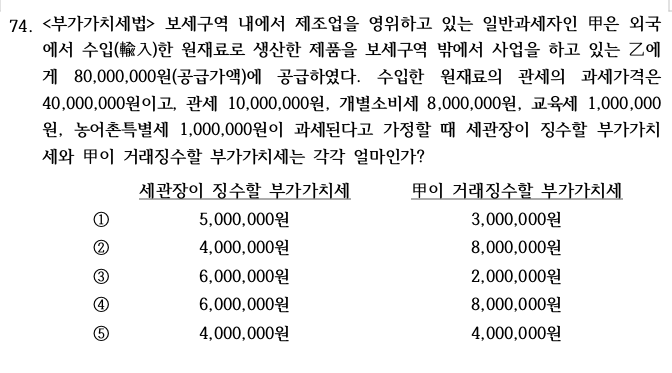 74. <부가가치세법> 보세구역 내에서 제조업을 영위하고 있는 일반과세자인 甲은 외국
에서 수입(輸入)한 원재료로 생산한 제품을 보세구역 밖에서 사업을 하고 있는 乙에
게 80,000,000원(공급가액)에 공급하였다. 수입한 원재료의 관세의 과세가격은
40,000,000원이고, 관세 10,000,000원, 개별소비세 8,000,000원, 교육세 1,000,000
원, 농어촌특별세 1,000,000원이 과세된다고 가정할 때 세관장이 징수할 부가가치
세와 甲이 거래징수할 부가가치세는 각각 얼마인가?
세관장이 징수할 부가가치세 甲이 거래징수할 부가가치세
① 5,000,000원 3,000,000원
② 4,000,000원 8,000,000원
③ 6,000,000원 2,000,000원
④ 6,000,000원 8,000,000원
⑤ 4,000,000원 4,000,000원